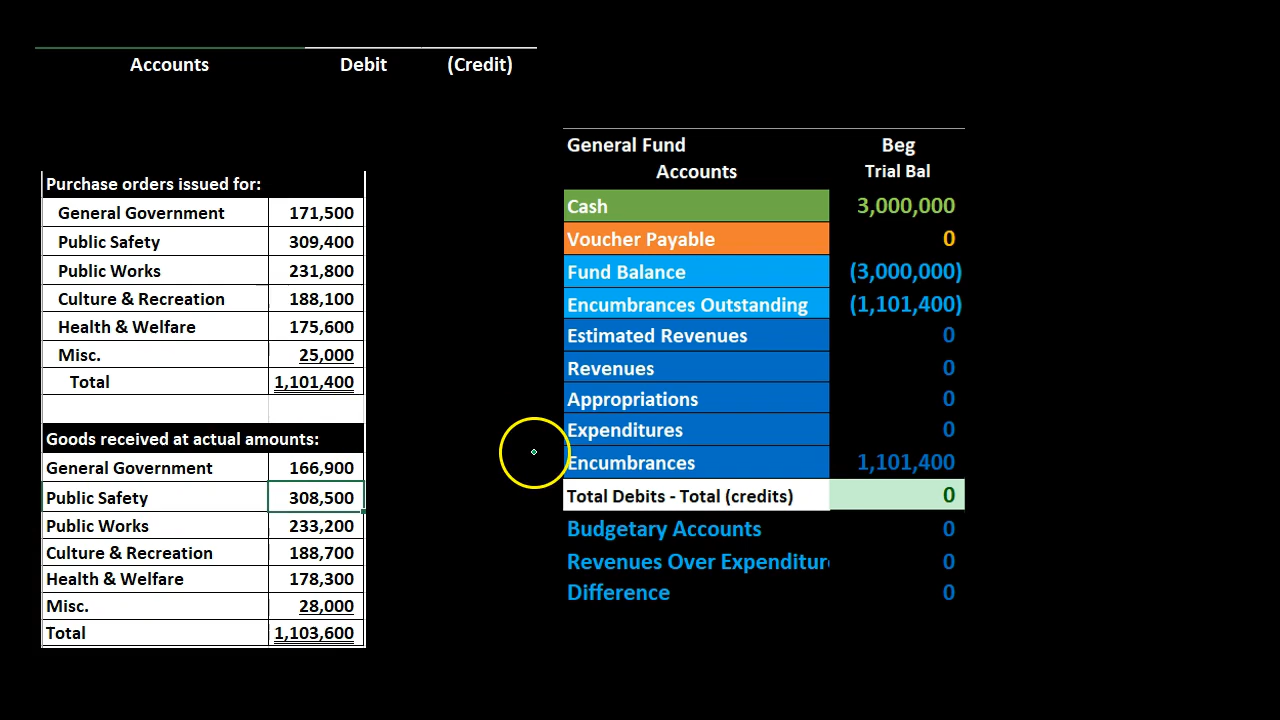 Accounts Debit (Credit)
Purchase orders issued for:
General Government 171,500
Public Safety 309,400
Public Works 231,800
Culture & Recreation 188,100
Health & Welfare 175,600
Misc. 25,000
Total 1,101,400
Goods received at actual amounts:
General Government 166,900
Public Safety 308,500
Public Works 233,200
Culture & Recreation 188,700
Health & Welfare 178,300
Misc. 28,000
Total 1,103,600
General Fund Beg
Accounts Trial Bal
Cash 3,000,000
Voucher Payable 0
Fund Balance (3,000,000)
Encumbrances Outstanding (1,101,400)
Estimated Revenues 0
Revenues 0
Appropriations 0
Expenditures 0
Encumbrances 1,101,400
Total Debits - Total (credits) 0
Budgetary Accounts 0
Revenues Over Expenditur 0
Difference 0